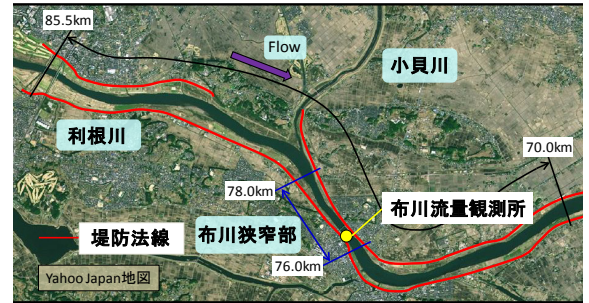 85.5km
Flow
小貝川
利根川
70.0km
78.0km
布川流量観測所
布川狭窄部
堤防法線
76.0km
Yahoo Japan地図